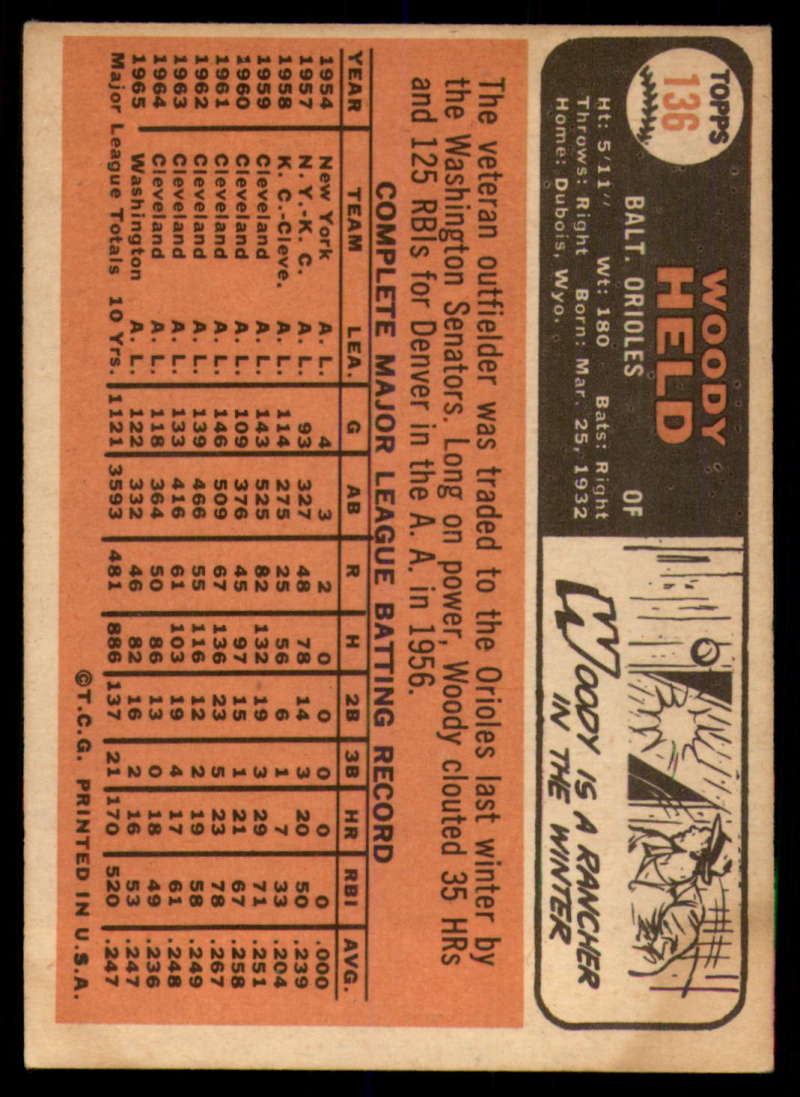 TOPPS
136
WOODY
HELD
BALT. ORIOLES OF
Ht: 5'11" Wt: 180 Bats: Right
Throws: Right Born: Mar. 25, 1932
Home: Dubois, Wyo.
WOODY IS A RANCHER
IN THE WINTER
The veteran outfielder was traded to the Orioles last winter by
the Washington Senators. Long on power, Woody clouted 35 HRs
and 125 RBIs for Denver in the A. A. in 1956.
COMPLETE MAJOR LEAGUE BATTING RECORD
YEAR TEAM LEA. G AB R H 2B 3B HR RBI AVG.
1954 New York A. L. 4 3 2 0 0 0 0 0 .000
1957 N. Y.-K. C. A. L. 93 327 48 78 14 3 20 50 .239
1958 K. C.-Cleve. A. L. 114 275 25 56 6 1 7 33 .204
1959 Cleveland A. L. 143 525 82 132 19 3 29 71 .251
1960 Cleveland A. L. 109 376 45 97 15 1 21 67 .258
1961 Cleveland A. L. 146 509 67 136 23 5 23 78 .267
1962 Cleveland A. L. 139 466 55 116 12 2 19 58 .249
1963 Cleveland A. L. 133 416 61 103 19 4 17 61 .248
1964 Cleveland A. L. 118 364 50 86 13 0 18 49 .236
1965 Washington A. L. 122 332 46 82 16 2 16 53 .247
Major League Totals 10 Yrs. 1121 3593 481 886 137 21 170 520 .247
©T.C.G. PRINTED IN U.S.A.